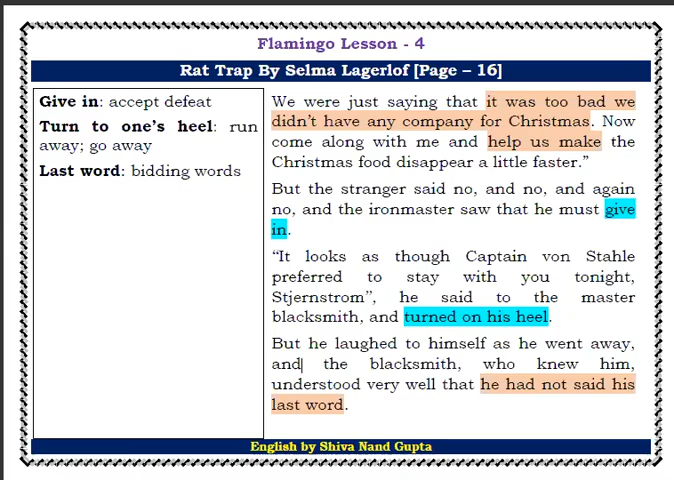 Flamingo Lesson - 4
Rat Trap By Selma Lagerlof [Page – 16]
Give in: accept defeat
Turn to one's heel: run
away; go away
Last word: bidding words
We were just saying that it was too bad we
didn't have any company for Christmas. Now
come along with me and help us make the
Christmas food disappear a little faster.”
But the stranger said no, and no, and again
no, and the ironmaster saw that he must give
in.
“It looks as though Captain von Stahle
preferred to stay with you tonight,
Stjernstrom”, he said to the master
blacksmith, and turned on his heel.
But he laughed to himself as he went away,
and the blacksmith, who knew him,
understood very well that he had not said his
last word.
English by Shiva Nand Gupta